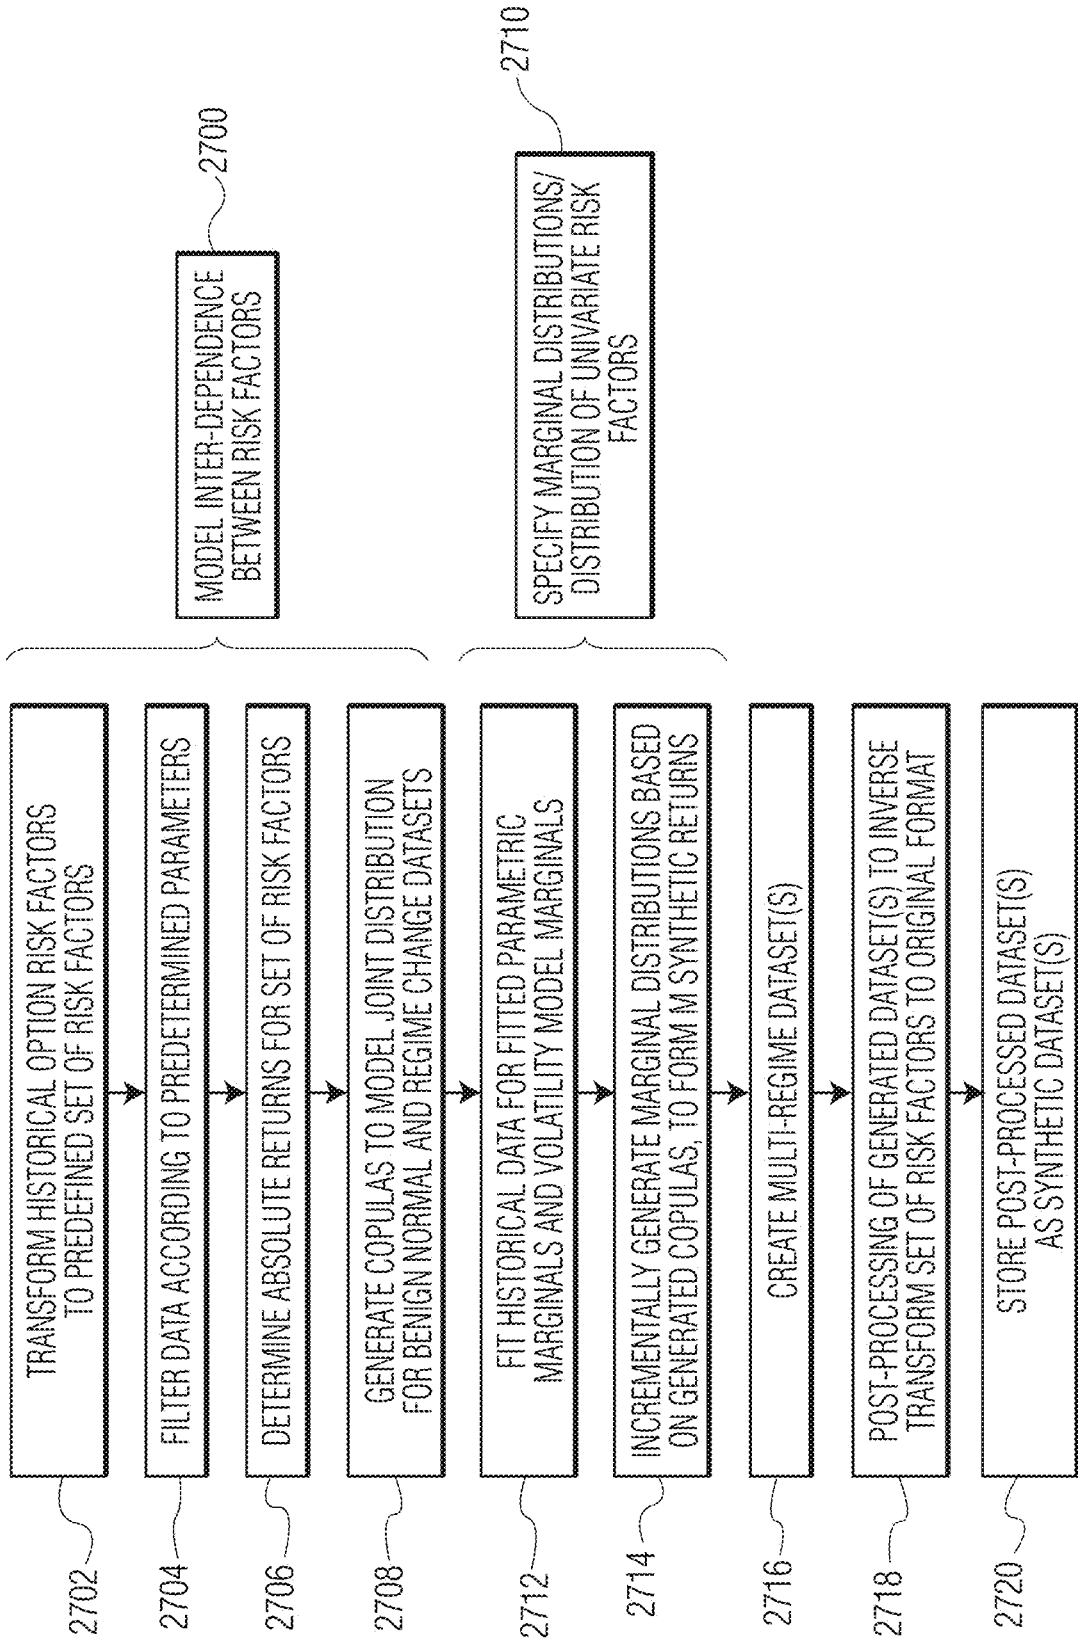 2702
TRANSFORM HISTORICAL OPTION RISK FACTORS
TO PREDEFINED SET OF RISK FACTORS
2704
FILTER DATA ACCORDING TO PREDETERMINED PARAMETERS
2706
DETERMINE ABSOLUTE RETURNS FOR SET OF RISK FACTORS
2708
GENERATE COPULAS TO MODEL JOINT DISTRIBUTION
FOR BENIGN NORMAL AND REGIME CHANGE DATASETS
MODEL INTER-DEPENDENCE
BETWEEN RISK FACTORS
2700
2712
FIT HISTORICAL DATA FOR FITTED PARAMETRIC
MARGINALS AND VOLATILITY MODEL MARGINALS
2714
INCREMENTALLY GENERATE MARGINAL DISTRIBUTIONS BASED
ON GENERATED COPULAS, TO FORM M SYNTHETIC RETURNS
SPECIFY MARGINAL DISTRIBUTIONS/
DISTRIBUTION OF UNIVARIATE RISK
FACTORS
2710
2716
CREATE MULTI-REGIME DATASET(S)
2718
POST-PROCESSING OF GENERATED DATASET(S) TO INVERSE
TRANSFORM SET OF RISK FACTORS TO ORIGINAL FORMAT
2720
STORE POST-PROCESSED DATASET(S)
AS SYNTHETIC DATASET(S)